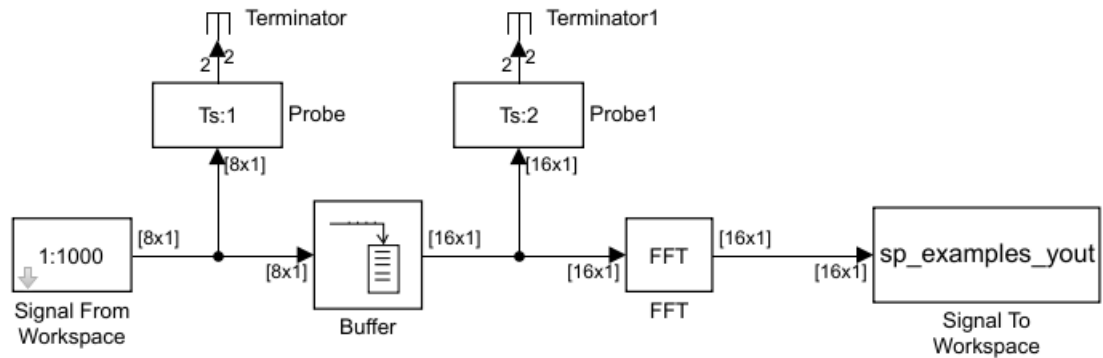 Terminator
Terminator1
2
2
2
2
Ts:1
Probe
Ts:2
Probe1
[8x1]
[16x1]
1:1000
[8x1]
[8x1]
[16x1]
[16x1]
FFT
[16x1]
[16x1]
sp_examples_yout
Signal From
Workspace
Buffer
FFT
Signal To
Workspace